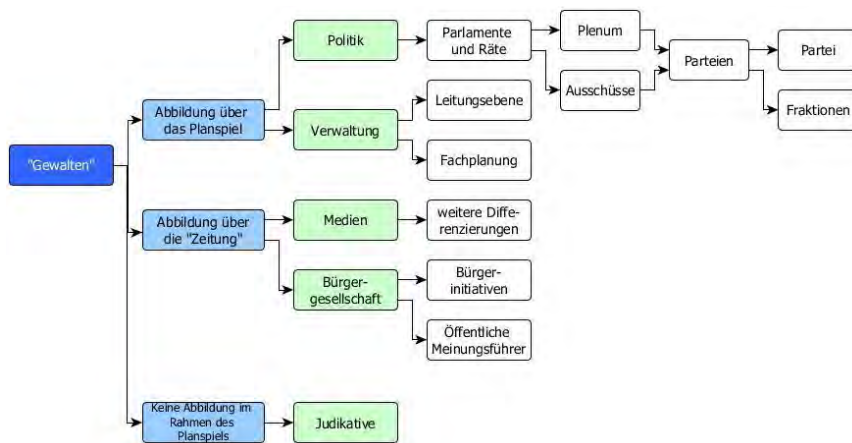 "Gewalten"
Abbildung über
das Planspiel
Politik
Parlamente
und Räte
Plenum
Ausschüsse
Parteien
Partei
Fraktionen
Verwaltung
Leitungsebene
Fachplanung
Abbildung über
die "Zeitung"
Medien
weitere Diffe-
renzierungen
Bürger-
gesellschaft
Bürger-
initiativen
Öffentliche
Meinungsführer
Keine Abbildung im
Rahmen des
Planspiels
Judikative